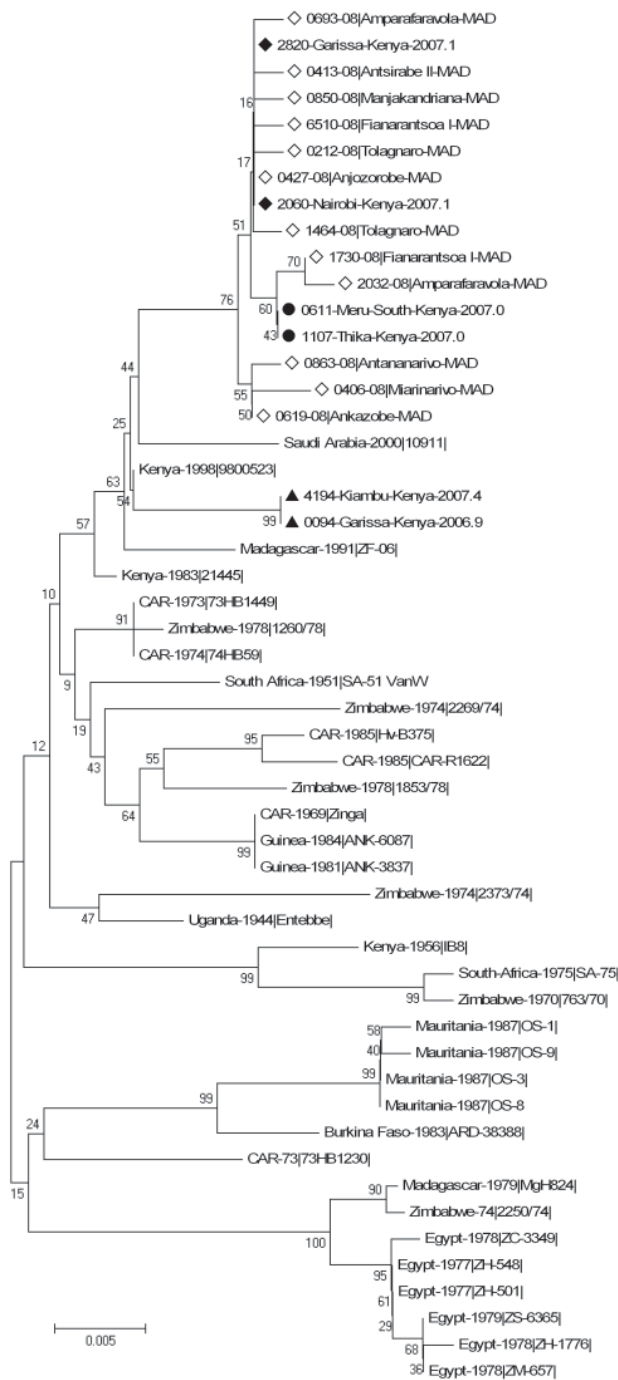 0693-08|Amparafaravola-MAD
2820-Garissa-Kenya-2007.1
0413-08|Antsirabe II-MAD
0850-08|Manjakandriana-MAD
16
6510-08|Fianarantsoa I-MAD
0212-08|Tolagnaro-MAD
17
0427-08|Anjozorobe-MAD
2060-Nairobi-Kenya-2007.1
51
1464-08|Tolagnaro-MAD
1730-08|Fianarantsoa I-MAD
70
2032-08|Amparafaravola-MAD
76
60
0611-Meru-South-Kenya-2007.0
43
1107-Thika-Kenya-2007.0
0863-08|Antananarivo-MAD
44
55
0406-08|Miarinarivo-MAD
50
0619-08|Ankazobe-MAD
25
Saudi Arabia-2000|10911|
Kenya-1998|9800523|
63
54
4194-Kiambu-Kenya-2007.4
99
0094-Garissa-Kenya-2006.9
57
Madagascar-1991|ZF-06|
Kenya-1983|21445|
10
CAR-1973|73HB1449|
91
Zimbabwe-1978|1260/78|
CAR-1974|74HB59|
9
South Africa-1951|SA-51 VanW
19
Zimbabwe-1974|2269/74|
12
43
95
CAR-1985|Hv-B375|
55
CAR-1985|CAR-R1622|
Zimbabwe-1978|1853/78|
64
CAR-1969|Zinga|
Guinea-1984|ANK-6087|
99
Guinea-1981|ANK-3837|
Zimbabwe-1974|2373/74|
47
Uganda-1944|Entebbe|
Kenya-1956|IB8|
99
South-Africa-1975|SA-75|
99
Zimbabwe-1970|763/70|
58
Mauritania-1987|OS-1|
40
Mauritania-1987|OS-9|
99
Mauritania-1987|OS-3|
99
Mauritania-1987|OS-8
24
Burkina Faso-1983|ARD-38388|
CAR-73|73HB1230|
15
90
Madagascar-1979|MgH824|
Zimbabwe-74|2250/74|
100
Egypt-1978|ZC-3349|
95
Egypt-1977|ZH-548|
61
Egypt-1977|ZH-501|
29
Egypt-1979|ZS-6365|
68
Egypt-1978|ZH-1776|
36
Egypt-1978|ZM-657|
0.005